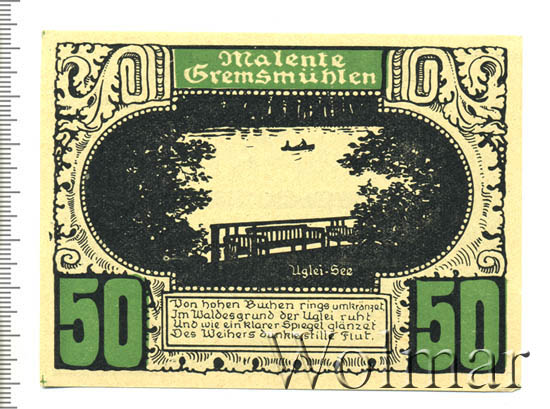 Malente
Gremsmühlen
Uglei-See
50
50
Von hohen Buchen rings umkränzet
Im Waldesgrund der Uglei ruht.
Und wie ein klarer Spiegel glänzet
Des Weihers dunkelstille Flut.
Wolmar